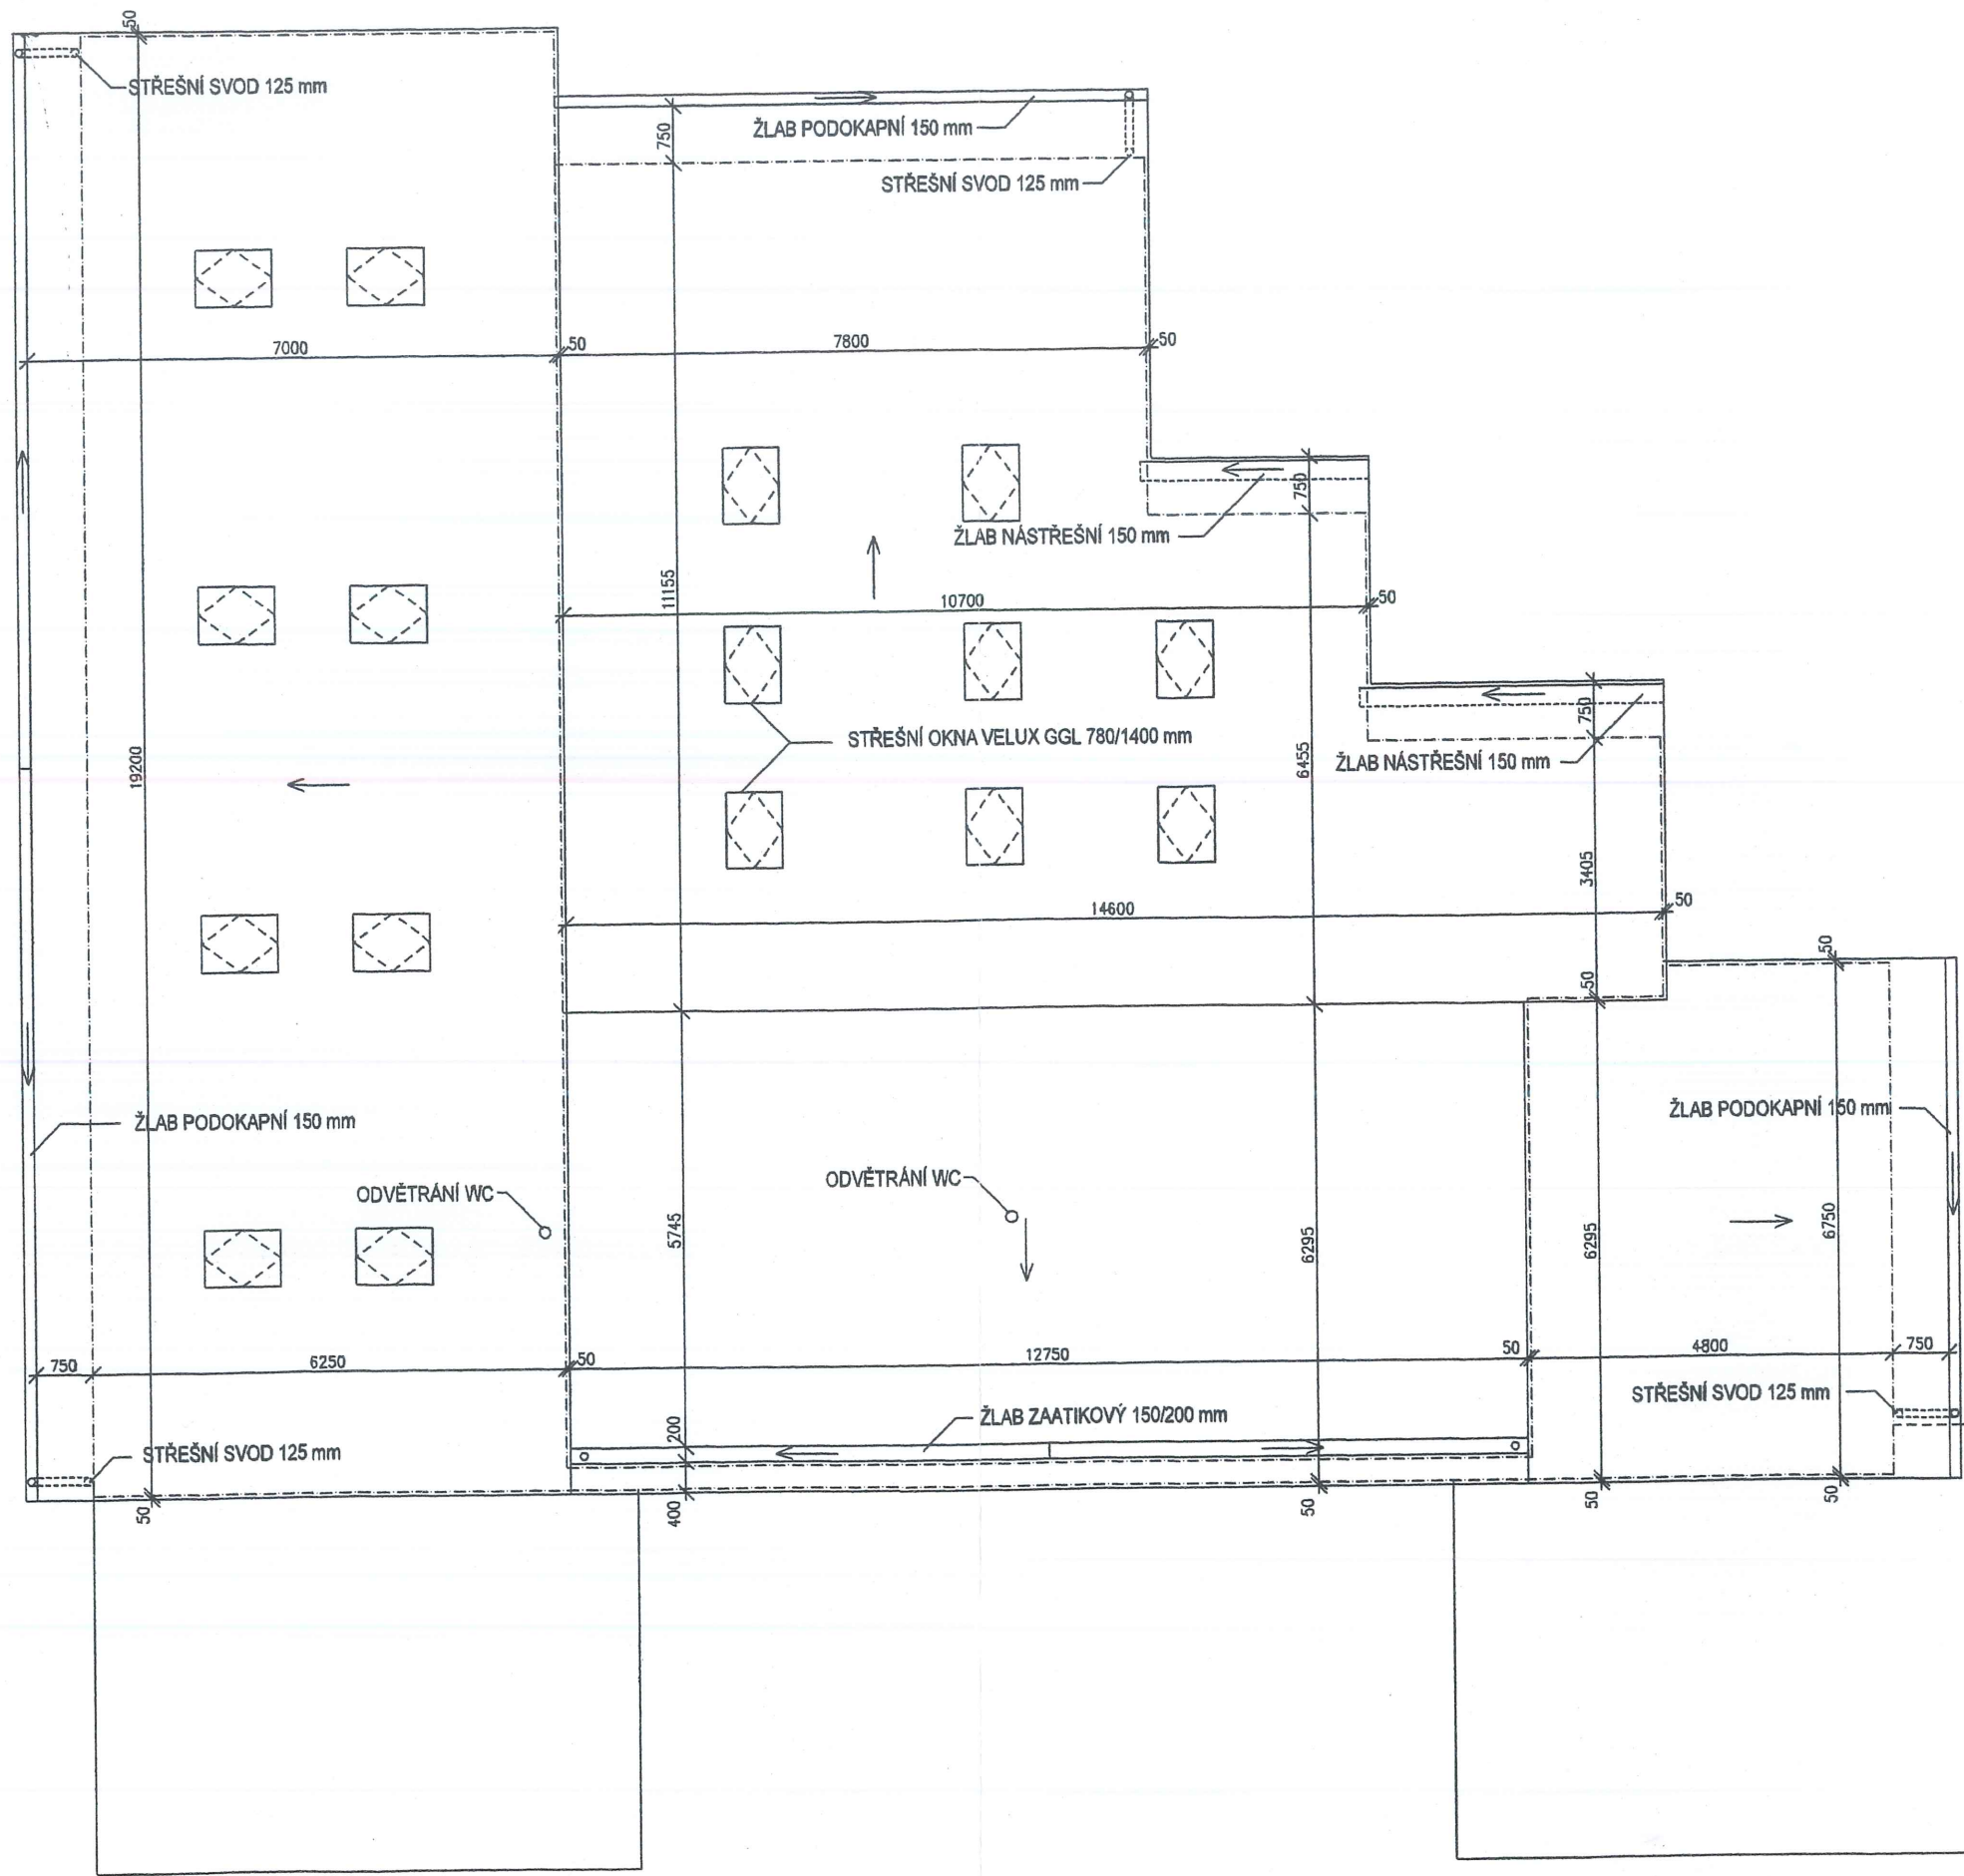 50
STŘEŠNÍ SVOD 125 mm
ŽLAB PODOKAPNÍ 150 mm
750
STŘEŠNÍ SVOD 125 mm
7000
50
7800
50
750
ŽLAB NÁSTŘEŠNÍ 150 mm
11155
10700
50
STŘEŠNÍ OKNA VELUX GGL 780/1400 mm
750
ŽLAB NÁSTŘEŠNÍ 150 mm
19200
6455
3405
14600
50
50
50
ŽLAB PODOKAPNÍ 150 mm
ŽLAB PODOKAPNÍ 150 mm
ODVĚTRÁNÍ WC
ODVĚTRÁNÍ WC
5745
6295
6295
6750
750
6250
50
12750
50
4800
750
STŘEŠNÍ SVOD 125 mm
200
ŽLAB ZAATIKOVÝ 150/200 mm
STŘEŠNÍ SVOD 125 mm
50
400
50
50
50